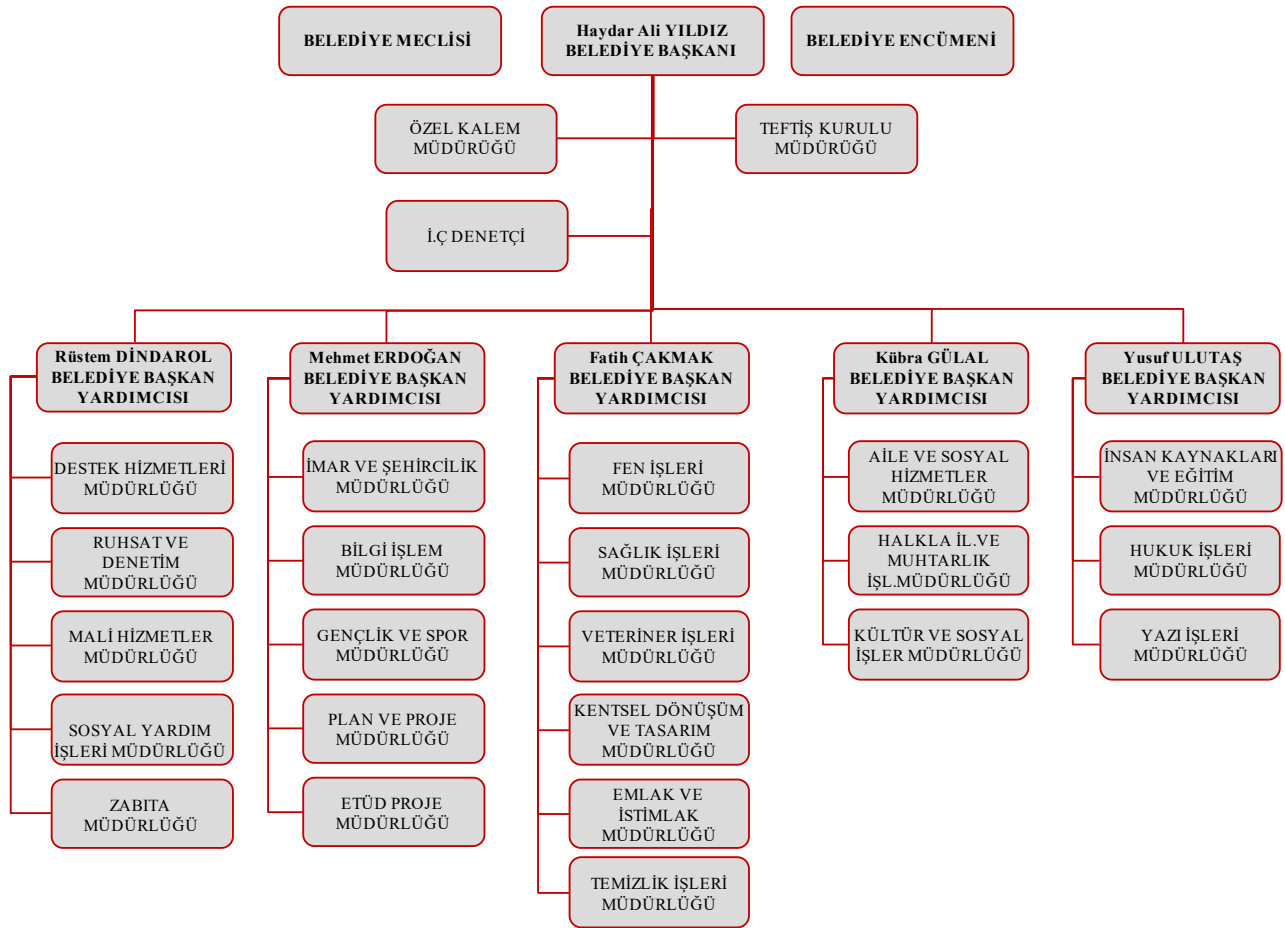 BELEDİYE MECLİSİ
Haydar Ali YILDIZ
BELEDİYE BAŞKANI
BELEDİYE ENCÜMENİ
ÖZEL KALEM
MÜDÜRÜĞÜ
TEFTİŞ KURULU
MÜDÜRÜĞÜ
İ.Ç DENETÇİ
Rüstem DİNDAROL
BELEDİYE BAŞKAN
YARDIMCISI
DESTEK HİZMETLERİ
MÜDÜRLÜĞÜ
RUHSAT VE
DENETİM
MÜDÜRLÜĞÜ
MALİ HİZMETLER
MÜDÜRLÜĞÜ
SOSYAL YARDIM
İŞLERİ MÜDÜRLÜĞÜ
ZABITA
MÜDÜRLÜĞÜ
Mehmet ERDOĞAN
BELEDİYE BAŞKAN
YARDIMCISI
İMAR VE ŞEHİRCİLİK
MÜDÜRLÜĞÜ
BİLGİ İŞLEM
MÜDÜRLÜĞÜ
GENÇLİK VE SPOR
MÜDÜRLÜĞÜ
PLAN VE PROJE
MÜDÜRLÜĞÜ
ETÜD PROJE
MÜDÜRLÜĞÜ
Fatih ÇAKMAK
BELEDİYE BAŞKAN
YARDIMCISI
FEN İŞLERİ
MÜDÜRLÜĞÜ
SAĞLIK İŞLERİ
MÜDÜRLÜĞÜ
VETERİNER İŞLERİ
MÜDÜRLÜĞÜ
KENTSEL DÖNÜŞÜM
VE TASARIM
MÜDÜRLÜĞÜ
EMLAK VE
İSTİMLAK
MÜDÜRLÜĞÜ
TEMİZLİK İŞLERİ
MÜDÜRLÜĞÜ
Kübra GÜLAL
BELEDİYE BAŞKAN
YARDIMCISI
AİLE VE SOSYAL
HİZMETLER
MÜDÜRLÜĞÜ
HALKLA İL.VE
MUHTARLIK
İŞL.MÜDÜRLÜĞÜ
KÜLTÜR VE SOSYAL
İŞLER MÜDÜRLÜĞÜ
Yusuf ULUTAŞ
BELEDİYE BAŞKAN
YARDIMCISI
İNSAN KAYNAKLARI
VE EĞİTİM
MÜDÜRLÜĞÜ
HUKUK İŞLERİ
MÜDÜRLÜĞÜ
YAZI İŞLERİ
MÜDÜRLÜĞÜ